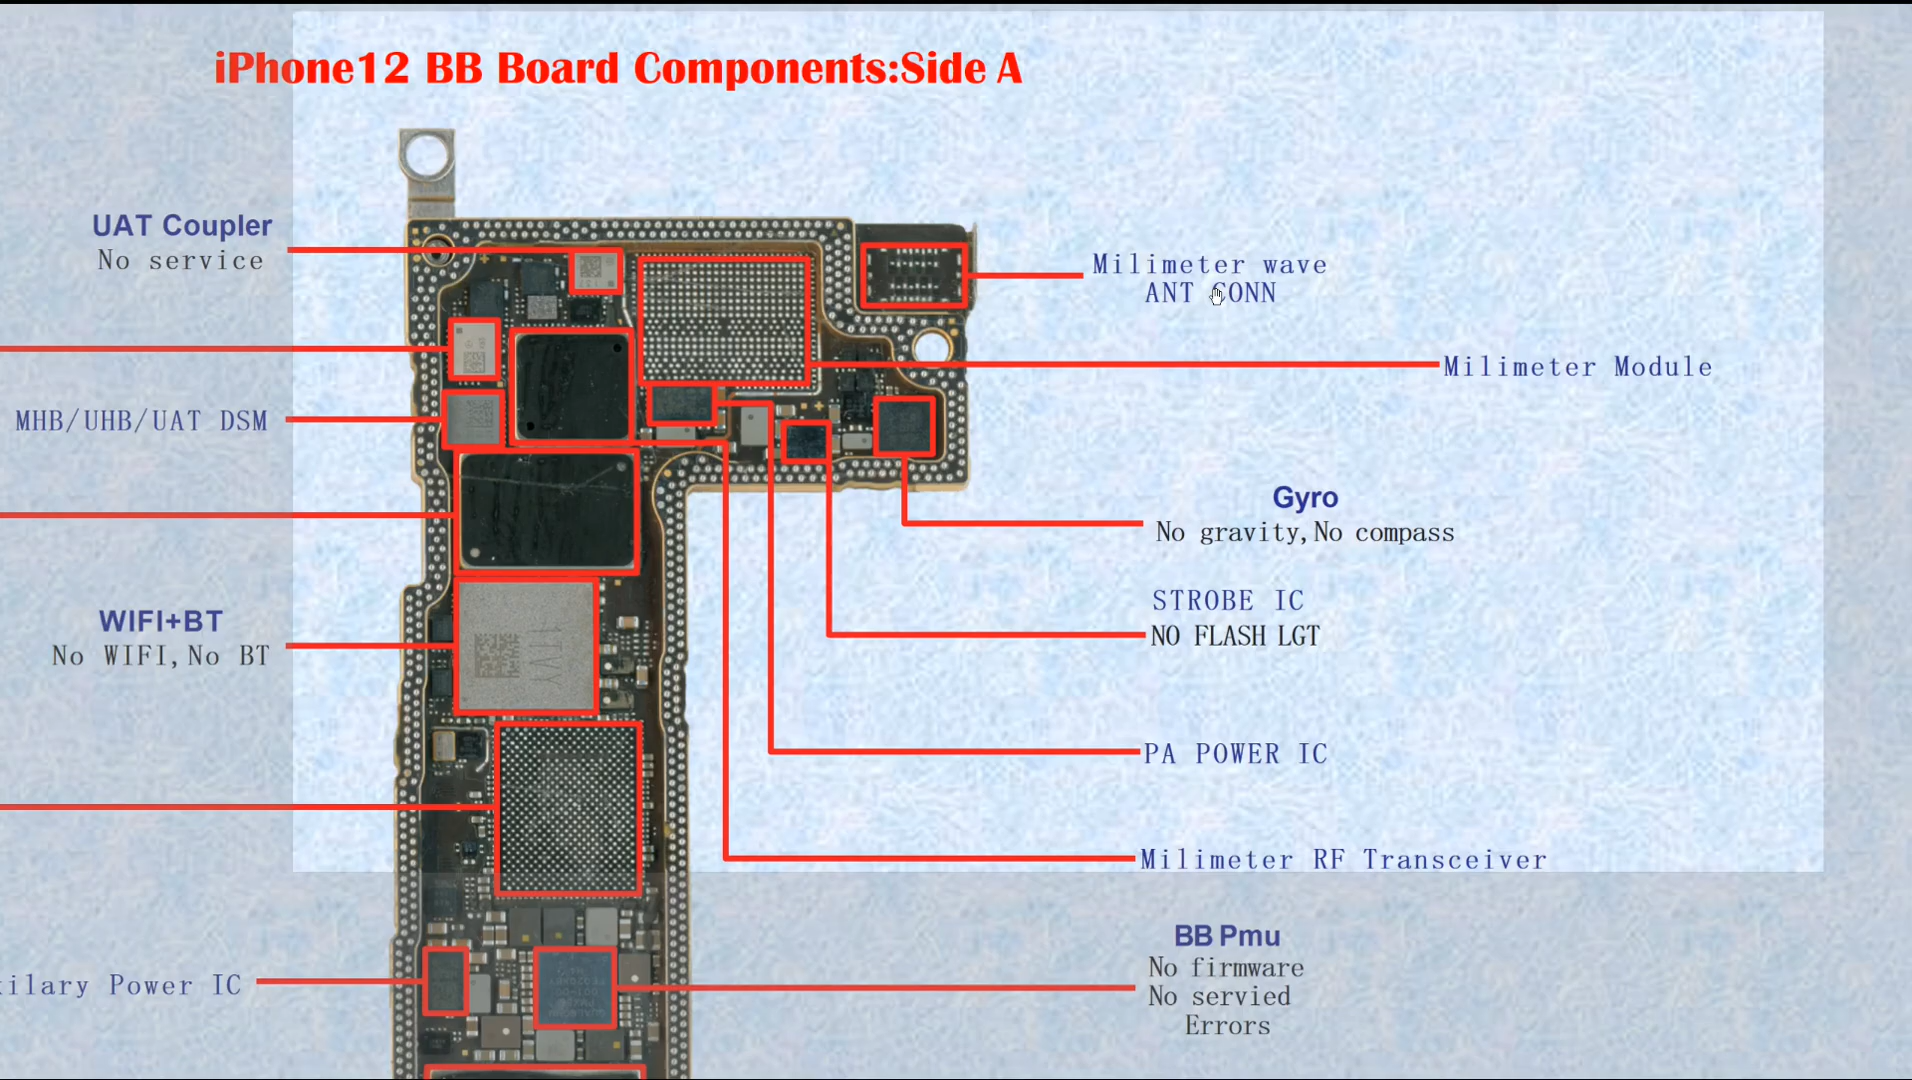 iPhone12 BB Board Components:Side A
UAT Coupler
No service
Milimeter wave
ANT CONN
Milimeter Module
MHB/UHB/UAT DSM
Gyro
No gravity,No compass
STROBE IC
NO FLASH LGT
WIFI+BT
No WIFI,No BT
PA POWER IC
Milimeter RF Transceiver
BB Pmu
No firmware
No servied
Errors
ilary Power IC